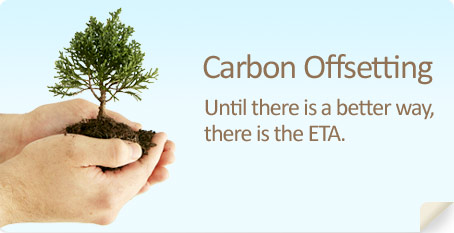 Carbon Offsetting
Until there is a better way,
there is the ETA.